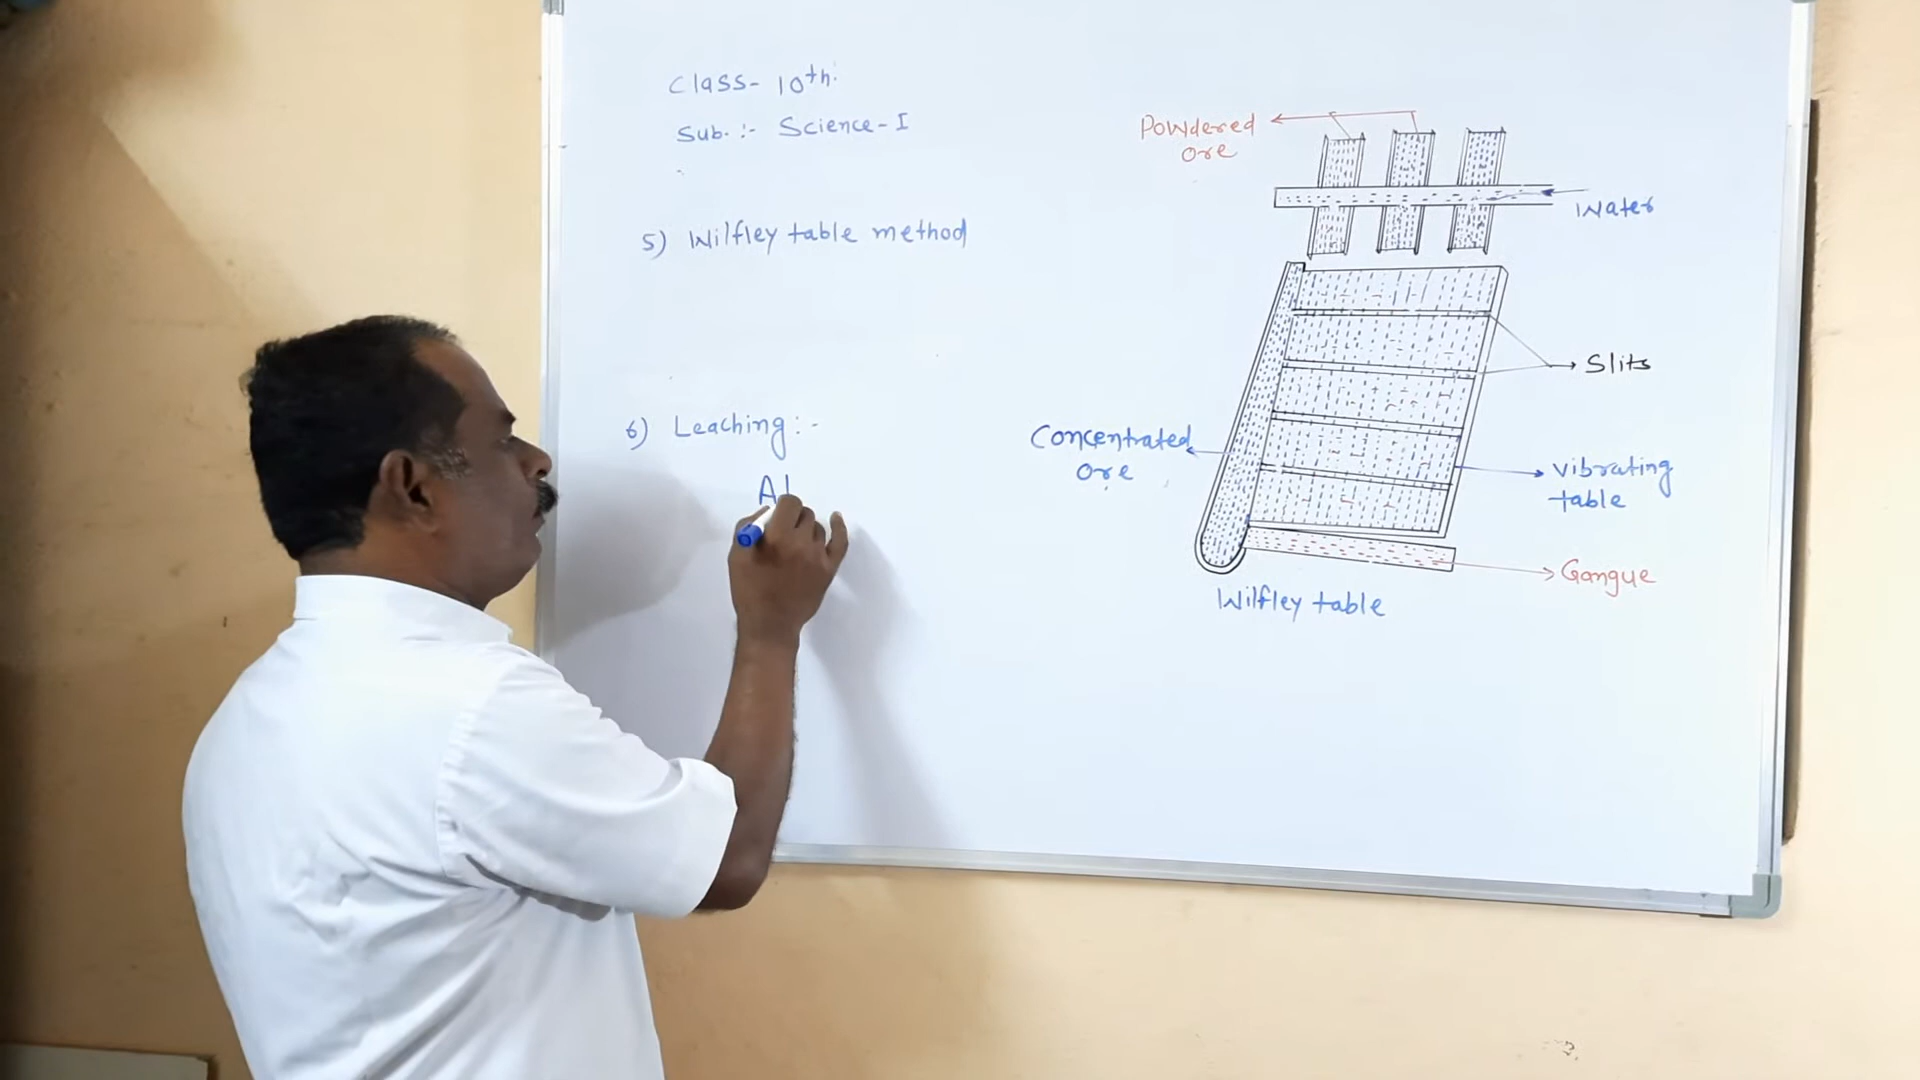 Class- 10th.
Sub. :- Science-I
5) Wilfley table method
6) Leaching :-
Al
Powdered
ore
Water
Slits
Concentrated
Ore
Vibrating
table
Gangue
Wilfley table